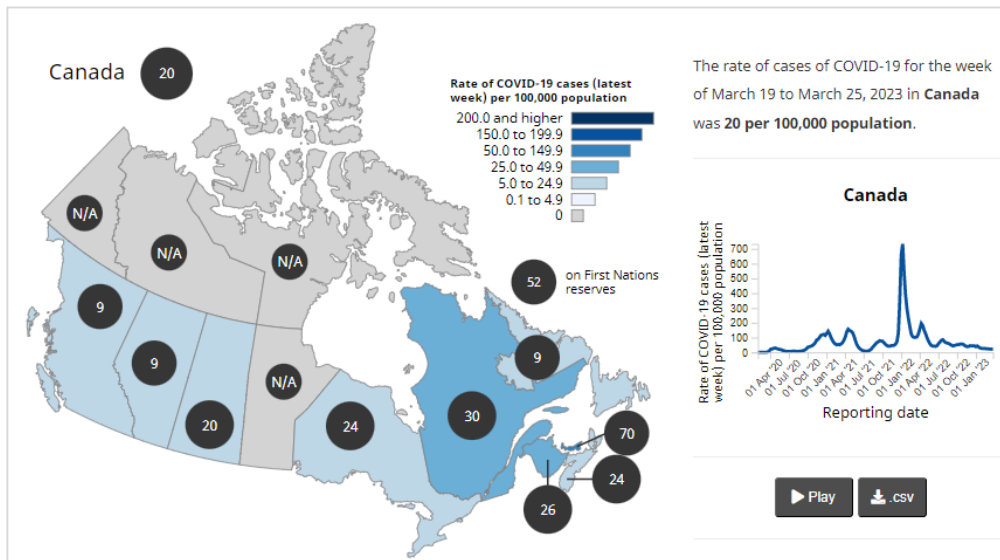 Canada
20
Rate of COVID-19 cases (latest
week) per 100,000 population
200.0 and higher
150.0 to 199.9
50.0 to 149.9
25.0 to 49.9
5.0 to 24.9
0.1 to 4.9
0
N/A
N/A
N/A
52
on First Nations
reserves
9
9
20
N/A
24
30
9
70
24
26
The rate of cases of COVID-19 for the week
of March 19 to March 25, 2023 in Canada
was 20 per 100,000 population.
Canada
Rate of COVID-19 cases (latest
week) per 100,000 population
700
600
500
400
300
200
100
0
01 Apr '20
01 Jul '20
01 Oct '20
01 Jan '21
01 Apr '21
01 Jul '21
01 Oct '21
01 Jan '22
01 Apr '22
01 Jul '22
01 Oct '22
01 Jan '23
Reporting date
Play
.csv